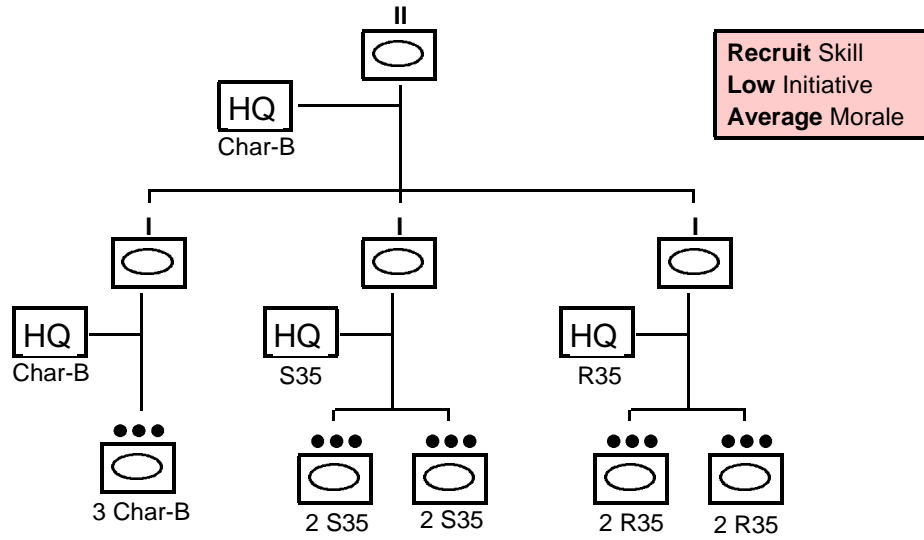 II
Recruit Skill
Low Initiative
Average Morale
HQ
Char-B
I
I
I
HQ
Char-B
HQ
S35
HQ
R35
3 Char-B
2 S35
2 S35
2 R35
2 R35